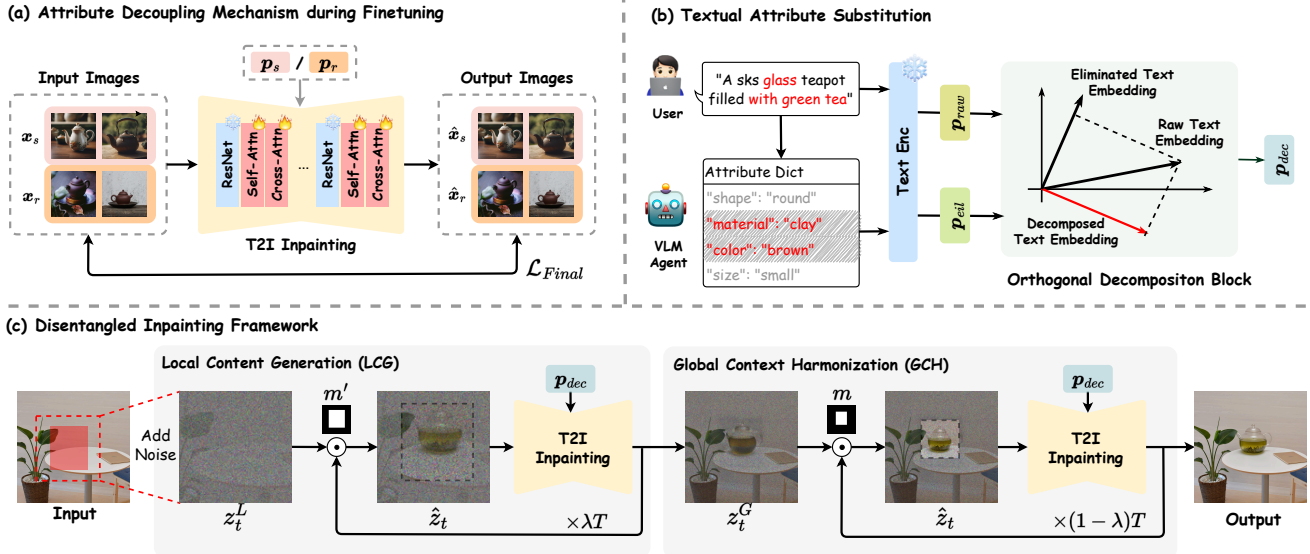 (a) Attribute Decoupling Mechanism during Finetuning
p_s / p_r
Input Images
Output Images
x_s
x_r
ResNet
Self-Attn
Cross-Attn
...
ResNet
Self-Attn
Cross-Attn
x̂_s
x̂_r
T2I Inpainting
ℒ_Final
(b) Textual Attribute Substitution
User
"A sks glass teapot
filled with green tea"
VLM
Agent
Attribute Dict
"shape": "round"
"material": "clay"
"color": "brown"
"size": "small"
Text Enc
p_raw
p_eil
Eliminated Text
Embedding
Raw Text
Embedding
Decomposed
Text Embedding
Orthogonal Decompositon Block
p_dec
(c) Disentangled Inpainting Framework
Local Content Generation (LCG)
Global Context Harmonization (GCH)
Input
Add
Noise
z_t^L
m'
ẑ_t
p_dec
T2I
Inpainting
×λT
z_t^G
m
ẑ_t
p_dec
T2I
Inpainting
×(1 − λ)T
Output